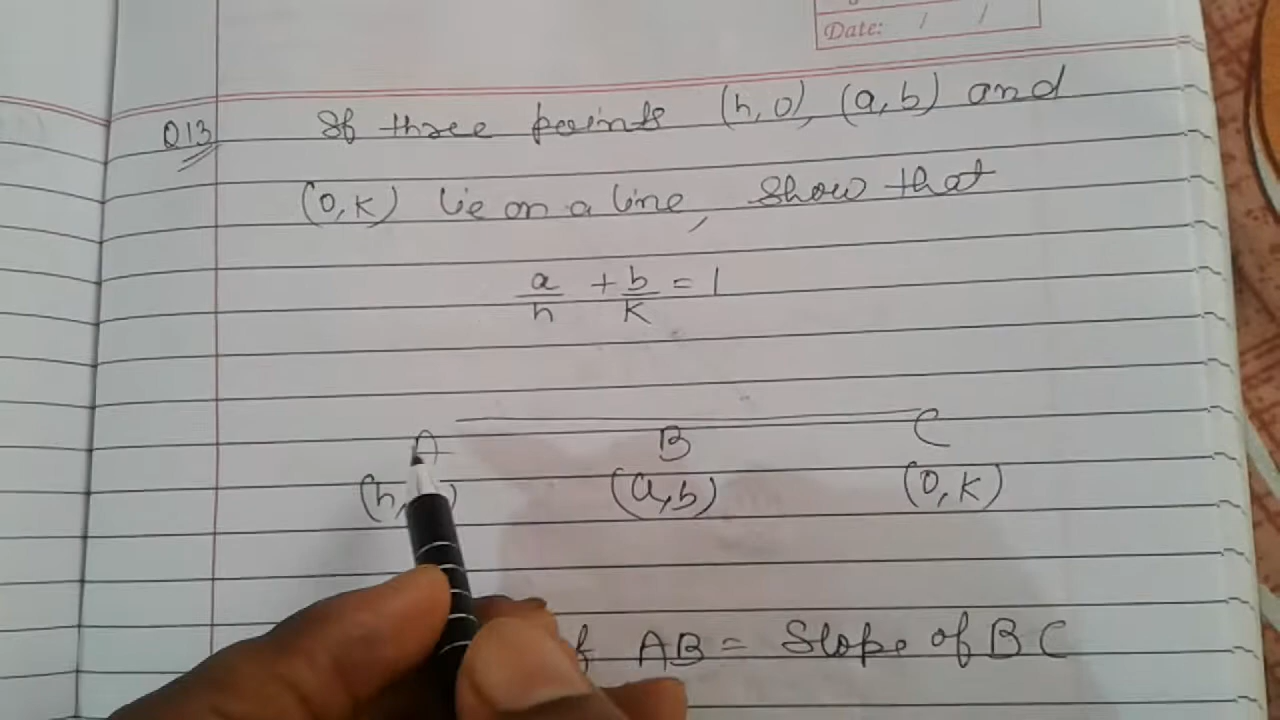 Date: / /
Q13 If three points (h,0), (a,b) and
(0,K) lie on a line, Show that
a/h + b/K = 1
A B C
(h, (a,b) (0,K)
AB = Slope of BC